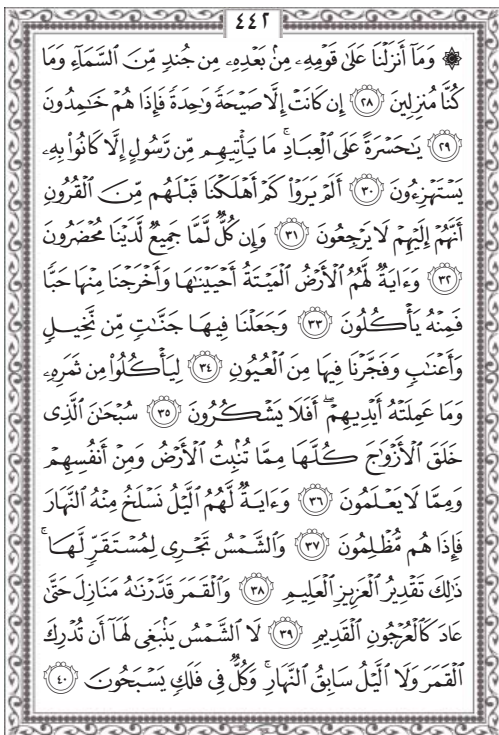 ٤٤٢
۞ وَمَآ أَنزَلْنَا عَلَىٰ قَوْمِهِۦ مِنۢ بَعْدِهِۦ مِن جُندٍ مِّنَ ٱلسَّمَآءِ وَمَا
كُنَّا مُنزِلِينَ ٢٨ إِن كَانَتْ إِلَّا صَيْحَةً وَٰحِدَةً فَإِذَا هُمْ خَٰمِدُونَ
٢٩ يَٰحَسْرَةً عَلَى ٱلْعِبَادِ ۚ مَا يَأْتِيهِم مِّن رَّسُولٍ إِلَّا كَانُوا۟ بِهِۦ
يَسْتَهْزِءُونَ ٣٠ أَلَمْ يَرَوْا۟ كَمْ أَهْلَكْنَا قَبْلَهُم مِّنَ ٱلْقُرُونِ
أَنَّهُمْ إِلَيْهِمْ لَا يَرْجِعُونَ ٣١ وَإِن كُلٌّ لَّمَّا جَمِيعٌ لَّدَيْنَا مُحْضَرُونَ
٣٢ وَءَايَةٌ لَّهُمُ ٱلْأَرْضُ ٱلْمَيْتَةُ أَحْيَيْنَٰهَا وَأَخْرَجْنَا مِنْهَا حَبًّا
فَمِنْهُ يَأْكُلُونَ ٣٣ وَجَعَلْنَا فِيهَا جَنَّٰتٍ مِّن نَّخِيلٍ
وَأَعْنَٰبٍ وَفَجَّرْنَا فِيهَا مِنَ ٱلْعُيُونِ ٣٤ لِيَأْكُلُوا۟ مِن ثَمَرِهِۦ
وَمَا عَمِلَتْهُ أَيْدِيهِمْ ۖ أَفَلَا يَشْكُرُونَ ٣٥ سُبْحَٰنَ ٱلَّذِى
خَلَقَ ٱلْأَزْوَٰجَ كُلَّهَا مِمَّا تُنۢبِتُ ٱلْأَرْضُ وَمِنْ أَنفُسِهِمْ
وَمِمَّا لَا يَعْلَمُونَ ٣٦ وَءَايَةٌ لَّهُمُ ٱلَّيْلُ نَسْلَخُ مِنْهُ ٱلنَّهَارَ
فَإِذَا هُم مُّظْلِمُونَ ٣٧ وَٱلشَّمْسُ تَجْرِى لِمُسْتَقَرٍّ لَّهَا ۚ
ذَٰلِكَ تَقْدِيرُ ٱلْعَزِيزِ ٱلْعَلِيمِ ٣٨ وَٱلْقَمَرَ قَدَّرْنَٰهُ مَنَازِلَ حَتَّىٰ
عَادَ كَٱلْعُرْجُونِ ٱلْقَدِيمِ ٣٩ لَا ٱلشَّمْسُ يَنۢبَغِى لَهَآ أَن تُدْرِكَ
ٱلْقَمَرَ وَلَا ٱلَّيْلُ سَابِقُ ٱلنَّهَارِ ۚ وَكُلٌّ فِى فَلَكٍ يَسْبَحُونَ ٤٠